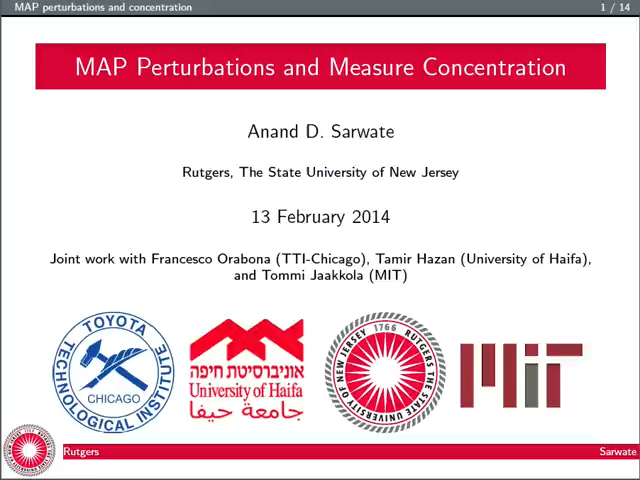 MAP perturbations and concentration
1 / 14
MAP Perturbations and Measure Concentration
Anand D. Sarwate
Rutgers, The State University of New Jersey
13 February 2014
Joint work with Francesco Orabona (TTI-Chicago), Tamir Hazan (University of Haifa),
and Tommi Jaakkola (MIT)
TOYOTA
TECHNOLOGICAL INSTITUTE
CHICAGO
אוניברסיטת חיפה
University of Haifa
جامعة حيفا
1766
RUTGERS THE STATE UNIVERSITY OF NEW JERSEY
MIT
Rutgers
Sarwate